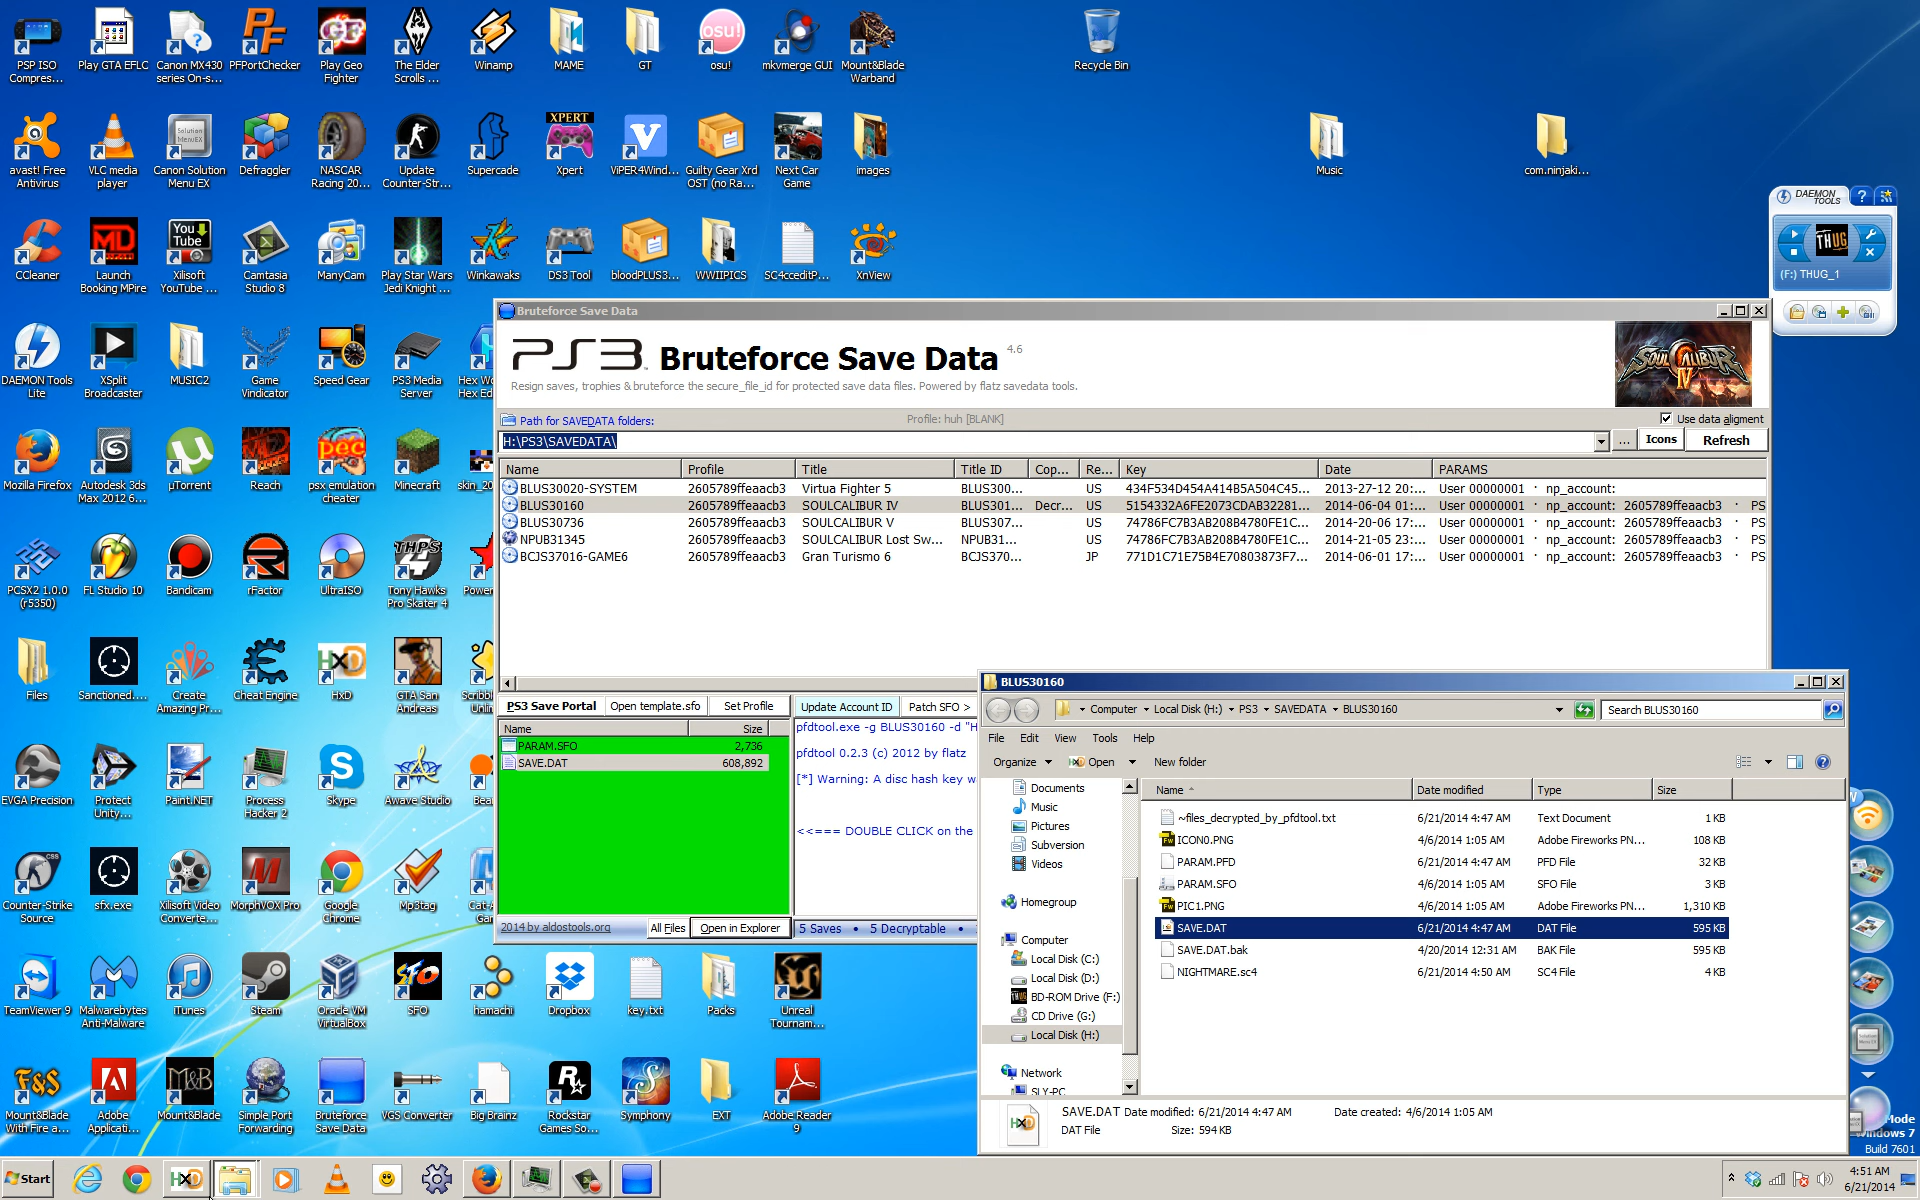 PSP ISO Compres...
Play GTA EFLC
Canon MX430 series On-s...
PFPortChecker
Play Geo Fighter
The Elder Scrolls ...
Winamp
MAME
GT
osu!
mkvmerge GUI
Mount&Blade Warband
Recycle Bin
avast! Free Antivirus
VLC media player
Canon Solution Menu EX
Defraggler
NASCAR Racing 20...
Update Counter-Str...
Supercade
Xpert
ViPER4Wind...
Guilty Gear Xrd OST (no Ra...
Next Car Game
images
Music
com.ninjaki...
CCleaner
Launch Booking MPire
Xilisoft YouTube ...
Camtasia Studio 8
ManyCam
Play Star Wars Jedi Knight ...
Winkawaks
DS3 Tool
bloodPLUS3...
WWIIPICS
SC4cceditP...
XnView
DAEMON TOOLS
THUG
(F:) THUG_1
DAEMON Tools Lite
XSplit Broadcaster
MUSIC2
Game Vindicator
Speed Gear
PS3 Media Server
Hex Wo
Hex Ed
Mozilla Firefox
Autodesk 3ds Max 2012 6...
µTorrent
Reach
psx emulation cheater
Minecraft
skin_20
PCSX2 1.0.0 (r5350)
FL Studio 10
Bandicam
rFactor
UltraISO
Tony Hawks Pro Skater 4
Power
Files
Sanctioned....
Create Amazing Pr...
Cheat Engine
HxD
GTA San Andreas
Scribbl
Unlim
EVGA Precision
Protect Unity...
Paint.NET
Process Hacker 2
Skype
Awave Studio
Bea
Counter-Strike Source
sfx.exe
Xilisoft Video Converte...
MorphVOX Pro
Google Chrome
Mp3tag
Cat-A
Ga
TeamViewer 9
Malwarebytes Anti-Malware
iTunes
Steam
Oracle VM VirtualBox
SFO
hamachi
Dropbox
key.txt
Packs
Unreal Tournam...
Mount&Blade With Fire a...
Adobe Applicati...
Mount&Blade
Simple Port Forwarding
Bruteforce Save Data
VGS Converter
Big Brainz
Rockstar Games So...
Symphony
EXT
Adobe Reader 9
Bruteforce Save Data
PS3 Bruteforce Save Data 4.6
Resign saves, trophies & bruteforce the secure_file_id for protected save data files. Powered by flatz savedata tools.
SOULCALIBUR IV
Path for SAVEDATA folders:
Profile: huh [BLANK]
Use data aligment
H:\PS3\SAVEDATA\
...
Icons
Refresh
Name Profile Title Title ID Cop... Re... Key Date PARAMS
BLUS30020-SYSTEM 2605789ffeaacb3 Virtua Fighter 5 BLUS300... US 434F534D454A414B5A504C45... 2013-27-12 20:... User 00000001 · np_account:
BLUS30160 2605789ffeaacb3 SOULCALIBUR IV BLUS301... Decr... US 5154332A6FE2073CDAB32281... 2014-06-04 01:... User 00000001 · np_account: 2605789ffeaacb3 · PS
BLUS30736 2605789ffeaacb3 SOULCALIBUR V BLUS307... US 74786FC7B3AB208B4780FE1C... 2014-20-06 17:... User 00000001 · np_account: 2605789ffeaacb3 · PS
NPUB31345 2605789ffeaacb3 SOULCALIBUR Lost Sw... NPUB31... US 74786FC7B3AB208B4780FE1C... 2014-21-05 23:... User 00000001 · np_account: 2605789ffeaacb3 · PS
BCJS37016-GAME6 2605789ffeaacb3 Gran Turismo 6 BCJS370... JP 771D1C71E75B4E70803873F7... 2014-06-01 17:... User 00000001 · np_account: 2605789ffeaacb3 · PS
PS3 Save Portal
Open template.sfo
Set Profile
Update Account ID
Patch SFO >
Name Size
PARAM.SFO 2,736
SAVE.DAT 608,892
pfdtool.exe -g BLUS30160 -d "H
pfdtool 0.2.3 (c) 2012 by flatz
[*] Warning: A disc hash key w
<<=== DOUBLE CLICK on the
2014 by aldostools.org
All Files
Open in Explorer
5 Saves • 5 Decryptable •
BLUS30160
Computer Local Disk (H:) PS3 SAVEDATA BLUS30160
Search BLUS30160
File Edit View Tools Help
Organize Open New folder
Documents
Music
Pictures
Subversion
Videos
Homegroup
Computer
Local Disk (C:)
Local Disk (D:)
BD-ROM Drive (F:)
CD Drive (G:)
Local Disk (H:)
Network
SLY-PC
Name Date modified Type Size
~files_decrypted_by_pfdtool.txt 6/21/2014 4:47 AM Text Document 1 KB
ICON0.PNG 4/6/2014 1:05 AM Adobe Fireworks PN... 108 KB
PARAM.PFD 6/21/2014 4:47 AM PFD File 32 KB
PARAM.SFO 4/6/2014 1:05 AM SFO File 3 KB
PIC1.PNG 4/6/2014 1:05 AM Adobe Fireworks PN... 1,310 KB
SAVE.DAT 6/21/2014 4:47 AM DAT File 595 KB
SAVE.DAT.bak 4/20/2014 12:31 AM BAK File 595 KB
NIGHTMARE.sc4 6/21/2014 4:50 AM SC4 File 4 KB
SAVE.DAT Date modified: 6/21/2014 4:47 AM Date created: 4/6/2014 1:05 AM
DAT File Size: 594 KB
Mode
Windows 7
Build 7601
Start
4:51 AM
6/21/2014